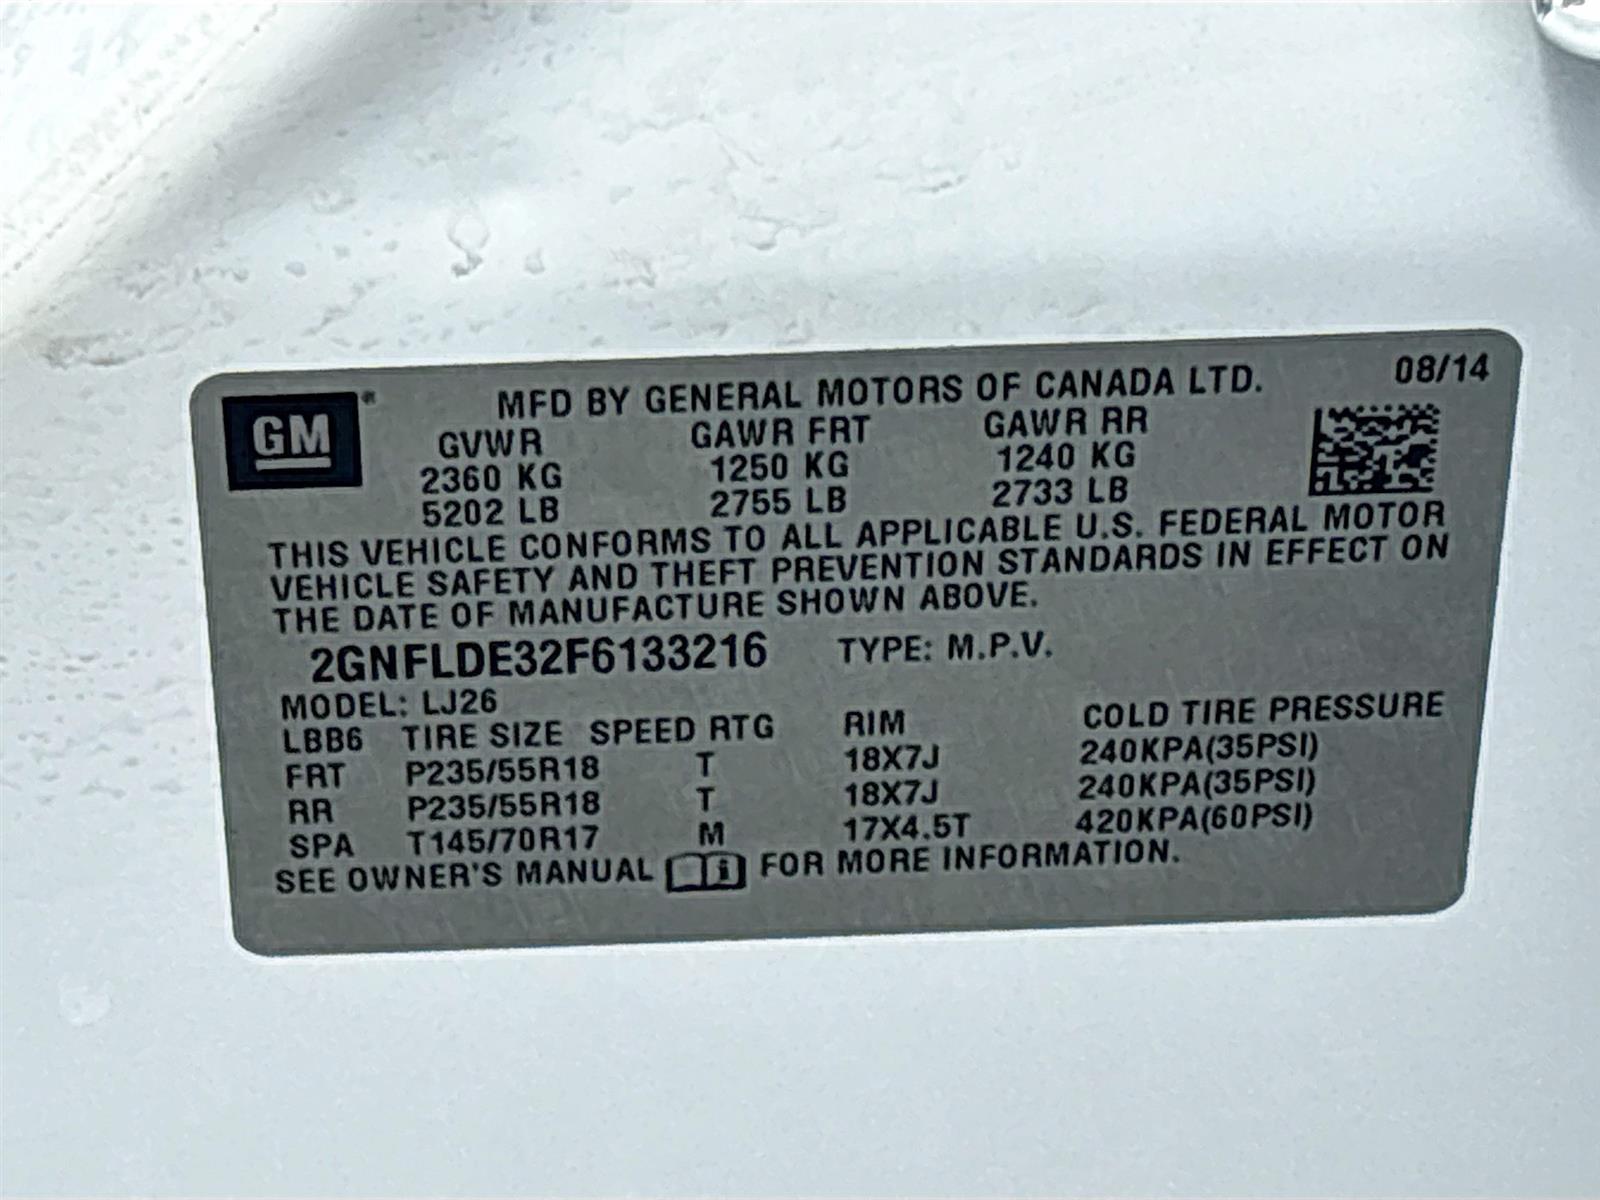 GM®
MFD BY GENERAL MOTORS OF CANADA LTD. 08/14
GVWR GAWR FRT GAWR RR
2360 KG 1250 KG 1240 KG
5202 LB 2755 LB 2733 LB
THIS VEHICLE CONFORMS TO ALL APPLICABLE U.S. FEDERAL MOTOR
VEHICLE SAFETY AND THEFT PREVENTION STANDARDS IN EFFECT ON
THE DATE OF MANUFACTURE SHOWN ABOVE.
2GNFLDE32F6133216 TYPE: M.P.V.
MODEL: LJ26
LBB6 TIRE SIZE SPEED RTG RIM COLD TIRE PRESSURE
FRT P235/55R18 T 18X7J 240KPA(35PSI)
RR P235/55R18 T 18X7J 240KPA(35PSI)
SPA T145/70R17 M 17X4.5T 420KPA(60PSI)
SEE OWNER'S MANUAL i FOR MORE INFORMATION.